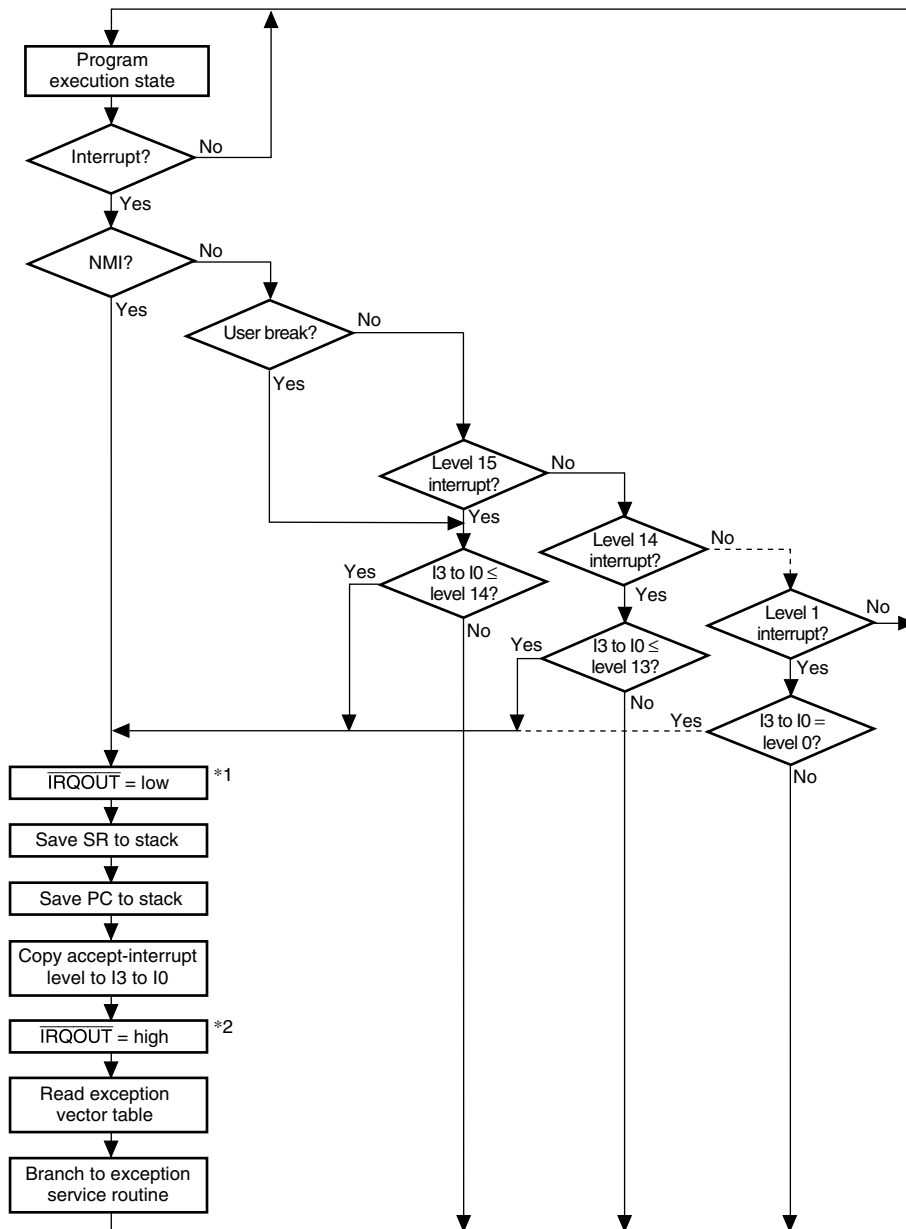 Program
execution state
Interrupt?
No
Yes
NMI?
No
Yes
User break?
No
Yes
Level 15
interrupt?
No
Yes
Level 14
interrupt?
No
Yes
I3 to I0 ≤
level 14?
Yes
No
Level 1
interrupt?
No
Yes
I3 to I0 ≤
level 13?
Yes
No
I3 to I0 =
level 0?
Yes
No
I̅R̅Q̅O̅U̅T̅ = low
*1
Save SR to stack
Save PC to stack
Copy accept-interrupt
level to I3 to I0
I̅R̅Q̅O̅U̅T̅ = high
*2
Read exception
vector table
Branch to exception
service routine